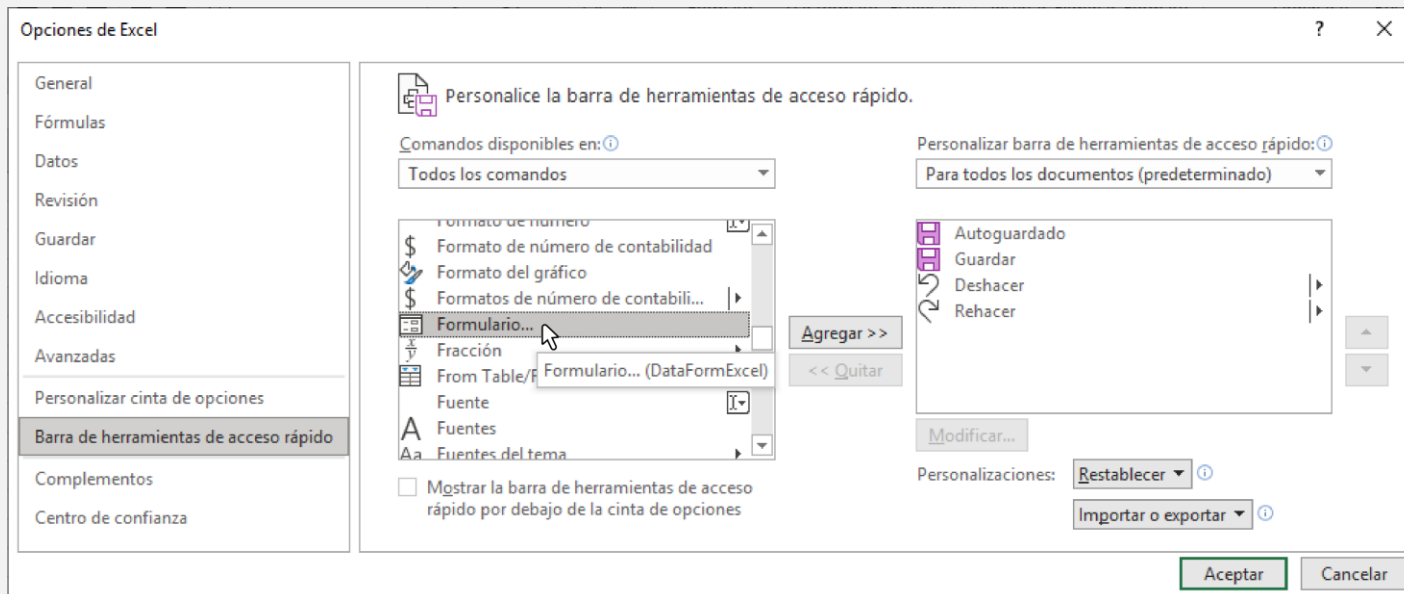 Opciones de Excel
?
General
Fórmulas
Datos
Revisión
Guardar
Idioma
Accesibilidad
Avanzadas
Personalizar cinta de opciones
Barra de herramientas de acceso rápido
Complementos
Centro de confianza
Personalice la barra de herramientas de acceso rápido.
Comandos disponibles en:
Todos los comandos
Formato de número
$ Formato de número de contabilidad
Formato del gráfico
$ Formatos de número de contabili...
Formulario...
x/y Fracción
From Table/
Formulario... (DataFormExcel)
Fuente
A Fuentes
Aa Fuentes del tema
Mostrar la barra de herramientas de acceso
rápido por debajo de la cinta de opciones
Agregar >>
<< Quitar
Personalizar barra de herramientas de acceso rápido:
Para todos los documentos (predeterminado)
Autoguardado
Guardar
Deshacer
Rehacer
Modificar...
Personalizaciones: Restablecer
Importar o exportar
Aceptar Cancelar